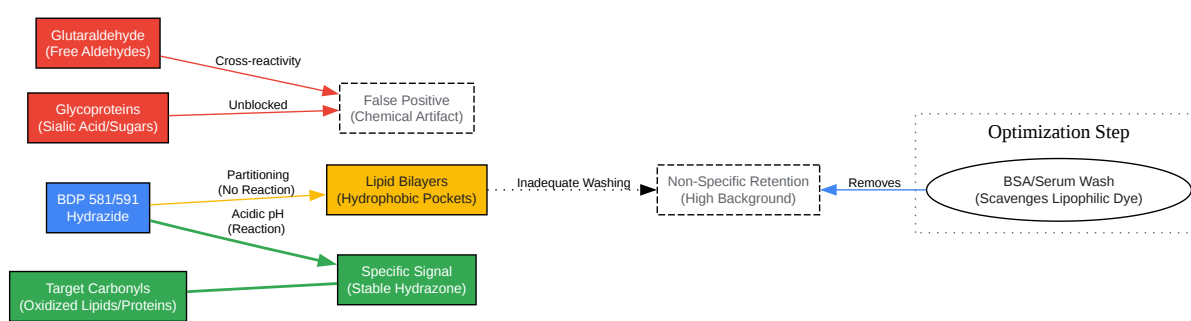 Glutaraldehyde
(Free Aldehydes)
Cross-reactivity
Glycoproteins
(Sialic Acid/Sugars)
Unblocked
False Positive
(Chemical Artifact)
BDP 581/591
Hydrazide
Partitioning
(No Reaction)
Acidic pH
(Reaction)
Lipid Bilayers
(Hydrophobic Pockets)
Inadequate Washing
Non-Specific Retention
(High Background)
Removes
Optimization Step
BSA/Serum Wash
(Scavenges Lipophilic Dye)
Target Carbonyls
(Oxidized Lipids/Proteins)
Specific Signal
(Stable Hydrazone)